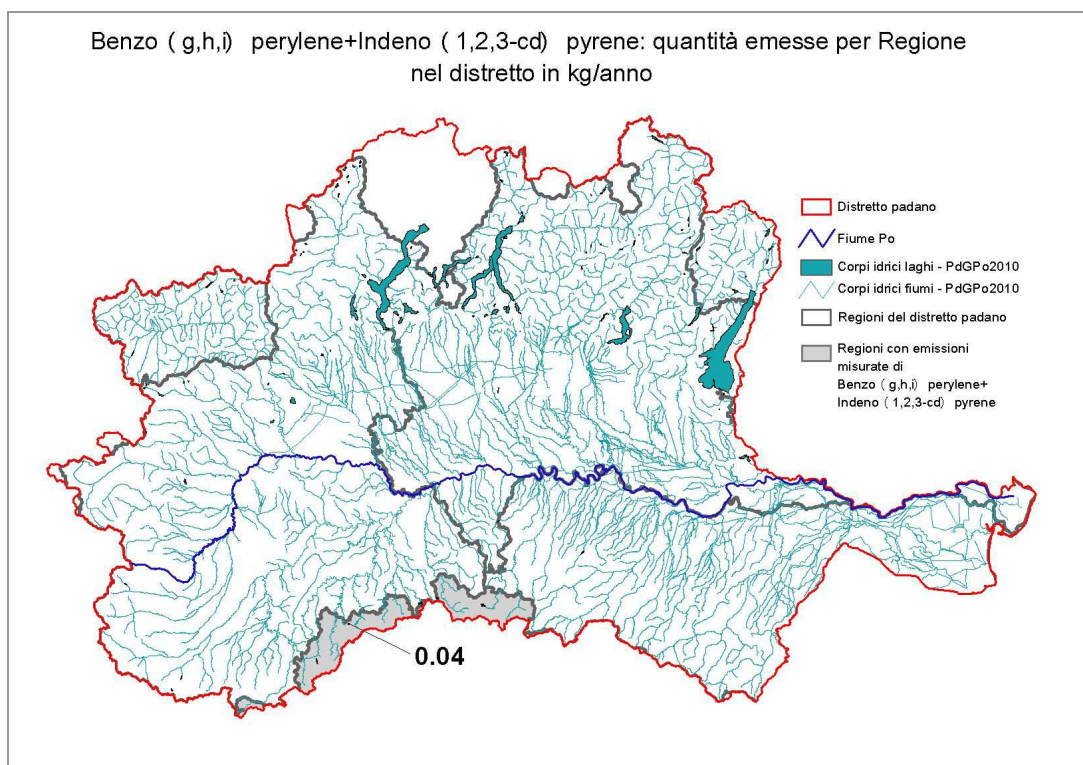 Benzo ( g,h,i) perylene+Indeno ( 1,2,3-cd) pyrene: quantità emesse per Regione
nel distretto in kg/anno
Distretto padano
Fiume Po
Corpi idrici laghi - PdGPo2010
Corpi idrici fiumi - PdGPo2010
Regioni del distretto padano
Regioni con emissioni
misurate di
Benzo ( g,h,i) perylene+
Indeno ( 1,2,3-cd) pyrene
0.04